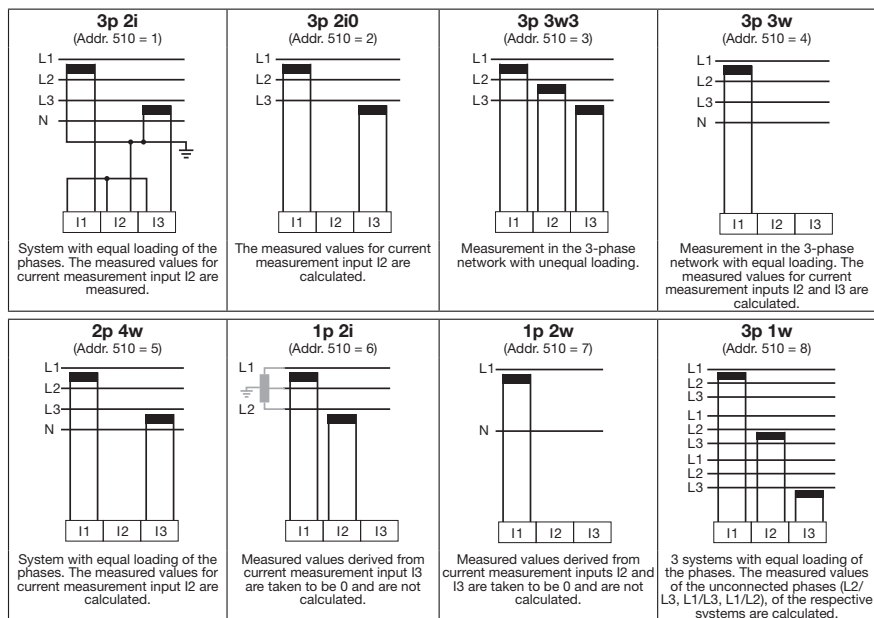 3p 2i
(Addr. 510 = 1)
L1
L2
L3
N
I1 I2 I3
System with equal loading of the
phases. The measured values for
current measurement input I2 are
measured.
3p 2i0
(Addr. 510 = 2)
L1
L2
L3
I1 I2 I3
The measured values for current
measurement input I2 are
calculated.
3p 3w3
(Addr. 510 = 3)
L1
L2
L3
I1 I2 I3
Measurement in the 3-phase
network with unequal loading.
3p 3w
(Addr. 510 = 4)
L1
L2
L3
N
I1 I2 I3
Measurement in the 3-phase
network with equal loading. The
measured values for current
measurement inputs I2 and I3 are
calculated.
2p 4w
(Addr. 510 = 5)
L1
L2
L3
N
I1 I2 I3
System with equal loading of the
phases. The measured values for
current measurement input I2 are
calculated.
1p 2i
(Addr. 510 = 6)
L1
L2
I1 I2 I3
Measured values derived from
current measurement input I3
are taken to be 0 and are not
calculated.
1p 2w
(Addr. 510 = 7)
L1
N
I1 I2 I3
Measured values derived from
current measurement inputs I2 and
I3 are taken to be 0 and are not
calculated.
3p 1w
(Addr. 510 = 8)
L1
L2
L3
L1
L2
L3
L1
L2
L3
I1 I2 I3
3 systems with equal loading of
the phases. The measured values
of the unconnected phases (L2/
L3, L1/L3, L1/L2), of the respective
systems are calculated.